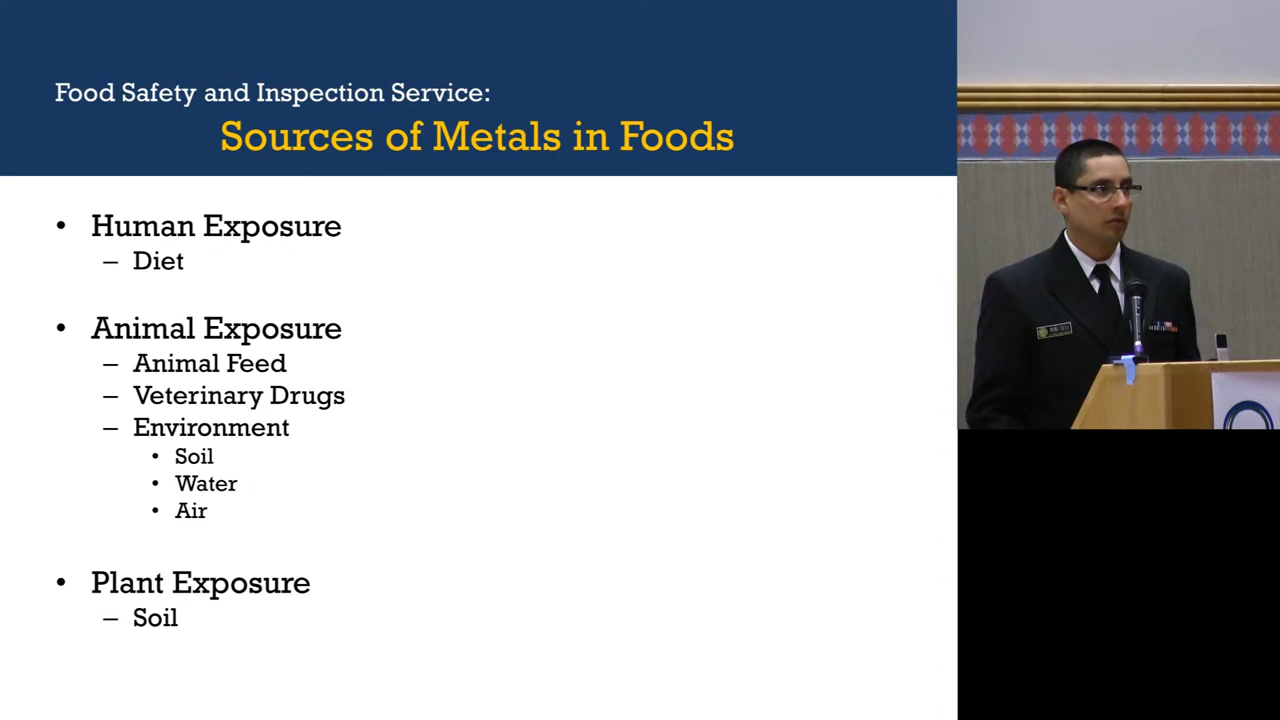 Food Safety and Inspection Service:
Sources of Metals in Foods
• Human Exposure
– Diet
• Animal Exposure
– Animal Feed
– Veterinary Drugs
– Environment
• Soil
• Water
• Air
• Plant Exposure
– Soil